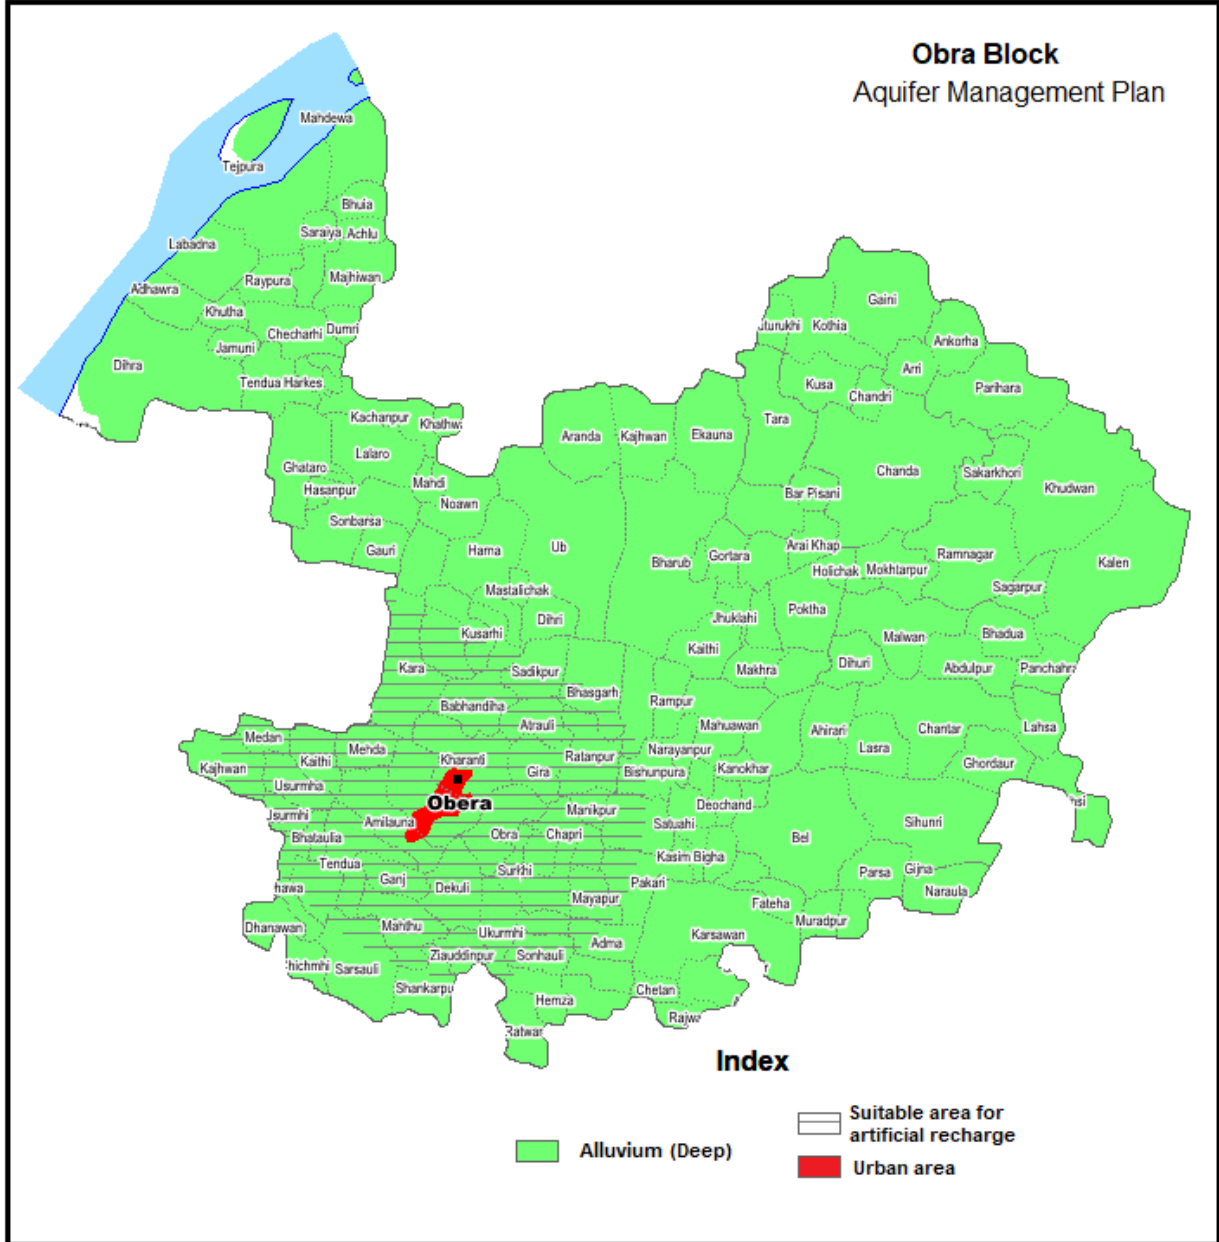 Obra Block
Aquifer Management Plan
Mahdewa
Tejpura
Bhuia
Saraiya
Achlu
Labadna
Majhiwan
Raypura
Adhawra
Khutha
Checharhi
Dumri
Jamuni
Dihra
Tendua Harkes
Kachanpur
Khathwa
Lalaro
Ghataro
Hasanpur
Mahdi
Noawn
Sonbarsa
Gauri
Hama
Ub
Mastalichak
Dihri
Kusarhi
Kara
Sadikpur
Bhasgarh
Babhandiha
Atrauli
Gaini
uturukhi
Kothia
Ankorha
Arri
Kusa
Chandri
Parihara
Tara
Aranda
Kajhwan
Ekauna
Chanda
Sakarkhori
Khudwan
Bar Pisani
Arai Khap
Gortara
Bharub
Holichak
Mokhtarpur
Ramnagar
Kalen
Sagarpur
Poktha
Jhuklahi
Malwan
Bhadua
Kaithi
Makhra
Dihuri
Abdulpur
Panchahra
Rampur
Mahuawan
Ahirari
Chantar
Lahsa
Lasra
Narayanpur
Ghordaur
Medan
Mehda
Kaithi
Kajhwan
Kharanti
Ratanpur
Gira
Bishunpura
Kanokhar
Usurmha
Obera
Manikpur
Deochand
Jsurmhi
Amilauna
Satuahi
Sihunri
Bhataulia
Obra
Chapri
Bel
Tendua
Surkhi
Kasim Bigha
Parsa
Gijna
Ganj
Dekuli
Pakari
Naraula
hawa
Mayapur
Fateha
Muradpur
Dhanawan
Mahthu
Ukurmhi
Adma
Karsawan
hichmhi
Sarsauli
Ziauddinpur
Sonhauli
Shankarpu
Hemza
Chetan
Rajwa
Ratwar
Index
Suitable area for
artificial recharge
Alluvium (Deep)
Urban area